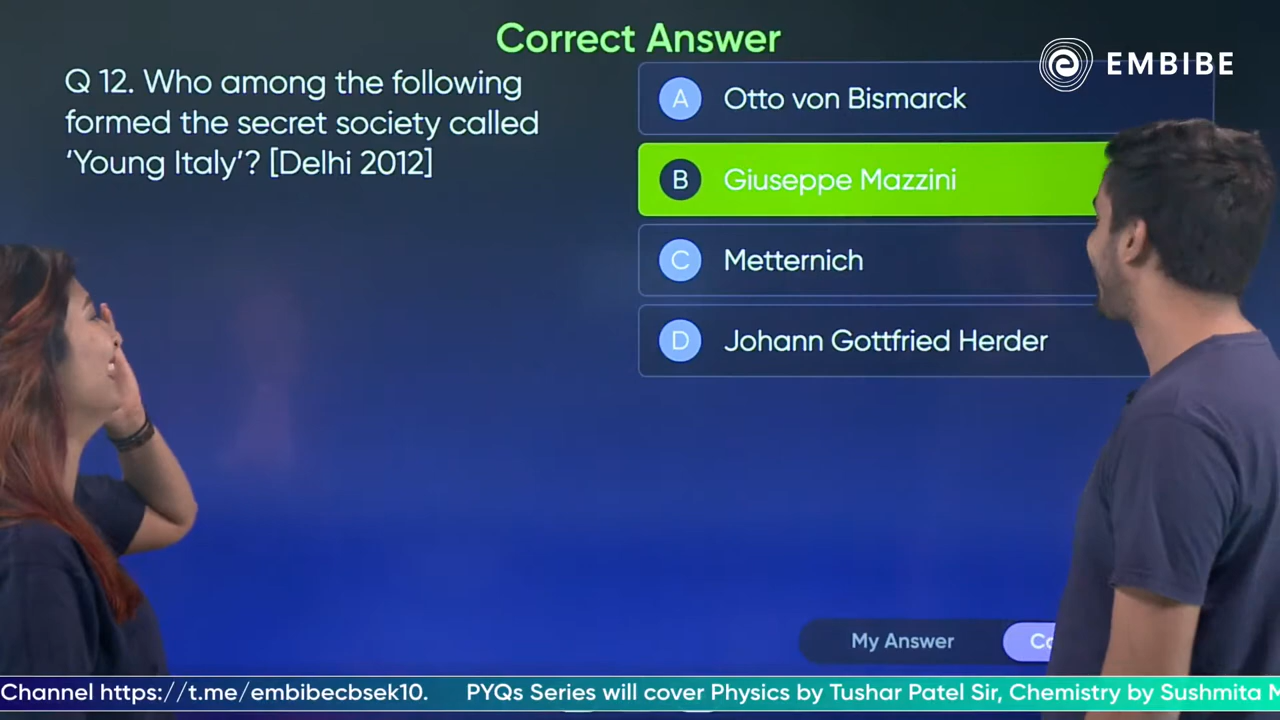 Correct Answer
EMBIBE
Q 12. Who among the following
formed the secret society called
‘Young Italy’? [Delhi 2012]
A Otto von Bismarck
B Giuseppe Mazzini
C Metternich
D Johann Gottfried Herder
My Answer
Channel https://t.me/embibecbsek10. PYQs Series will cover Physics by Tushar Patel Sir, Chemistry by Sushmita